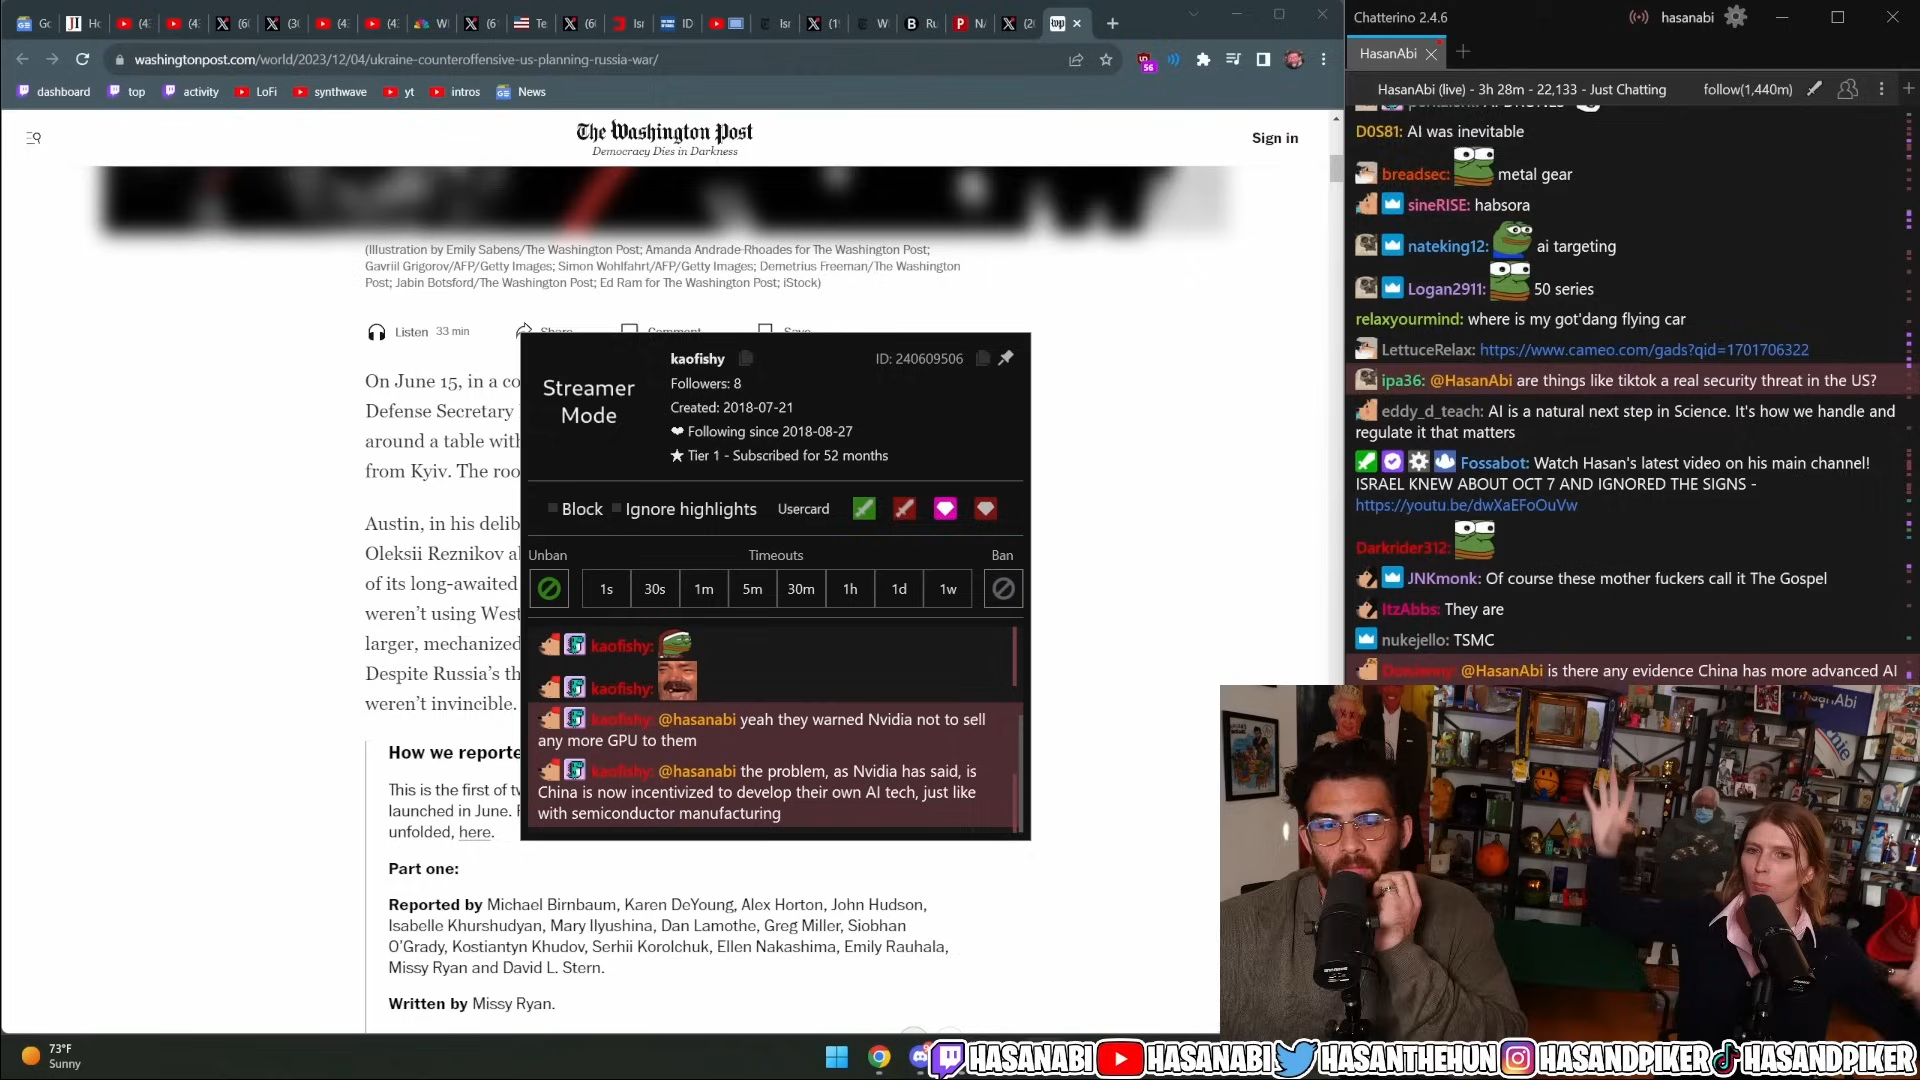 washingtonpost.com/world/2023/12/04/ukraine-counteroffensive-us-planning-russia-war/
56
dashboard
top
activity
LoFi
synthwave
yt
intros
News
The Washington Post
Democracy Dies in Darkness
Sign in
(Illustration by Emily Sabens/The Washington Post; Amanda Andrade-Rhoades for The Washington Post;
Gavriil Grigorov/AFP/Getty Images; Simon Wohlfahrt/AFP/Getty Images; Demetrius Freeman/The Washington
Post; Jabin Botsford/The Washington Post; Ed Ram for The Washington Post; iStock)
Listen 33 min
Share
Comment
Save
On June 15, in a co
Defense Secretary
around a table with
from Kyiv. The roo
Austin, in his delib
Oleksii Reznikov a
of its long-awaited
weren't using West
larger, mechanized
Despite Russia's th
weren't invincible.
How we reporte
This is the first of tw
launched in June.
unfolded, here.
Part one:
Reported by Michael Birnbaum, Karen DeYoung, Alex Horton, John Hudson,
Isabelle Khurshudyan, Mary Ilyushina, Dan Lamothe, Greg Miller, Siobhan
O'Grady, Kostiantyn Khudov, Serhii Korolchuk, Ellen Nakashima, Emily Rauhala,
Missy Ryan and David L. Stern.
Written by Missy Ryan.
Streamer
Mode
kaofishy
ID: 240609506
Followers: 8
Created: 2018-07-21
❤ Following since 2018-08-27
★ Tier 1 - Subscribed for 52 months
Block
Ignore highlights
Usercard
Unban
Timeouts
Ban
1s 30s 1m 5m 30m 1h 1d 1w
kaofishy:
kaofishy:
kaofishy: @hasanabi yeah they warned Nvidia not to sell
any more GPU to them
kaofishy: @hasanabi the problem, as Nvidia has said, is
China is now incentivized to develop their own AI tech, just like
with semiconductor manufacturing
Chatterino 2.4.6
hasanabi
HasanAbi
HasanAbi (live) - 3h 28m - 22,133 - Just Chatting
follow(1,440m)
D0S81: AI was inevitable
breadsec: metal gear
sineRISE: habsora
nateking12: ai targeting
Logan2911: 50 series
relaxyourmind: where is my got'dang flying car
LettuceRelax: https://www.cameo.com/gads?qid=1701706322
ipa36: @HasanAbi are things like tiktok a real security threat in the US?
eddy_d_teach: AI is a natural next step in Science. It's how we handle and
regulate it that matters
Fossabot: Watch Hasan's latest video on his main channel!
ISRAEL KNEW ABOUT OCT 7 AND IGNORED THE SIGNS -
https://youtu.be/dwXaEFoOuVw
Darkrider312:
JNKmonk: Of course these mother fuckers call it The Gospel
ItzAbbs: They are
nukejello: TSMC
@HasanAbi is there any evidence China has more advanced AI
73°F
Sunny
HASANABI
HASANABI
HASANTHEHUN
HASANDPIKER
HASANDPIKER